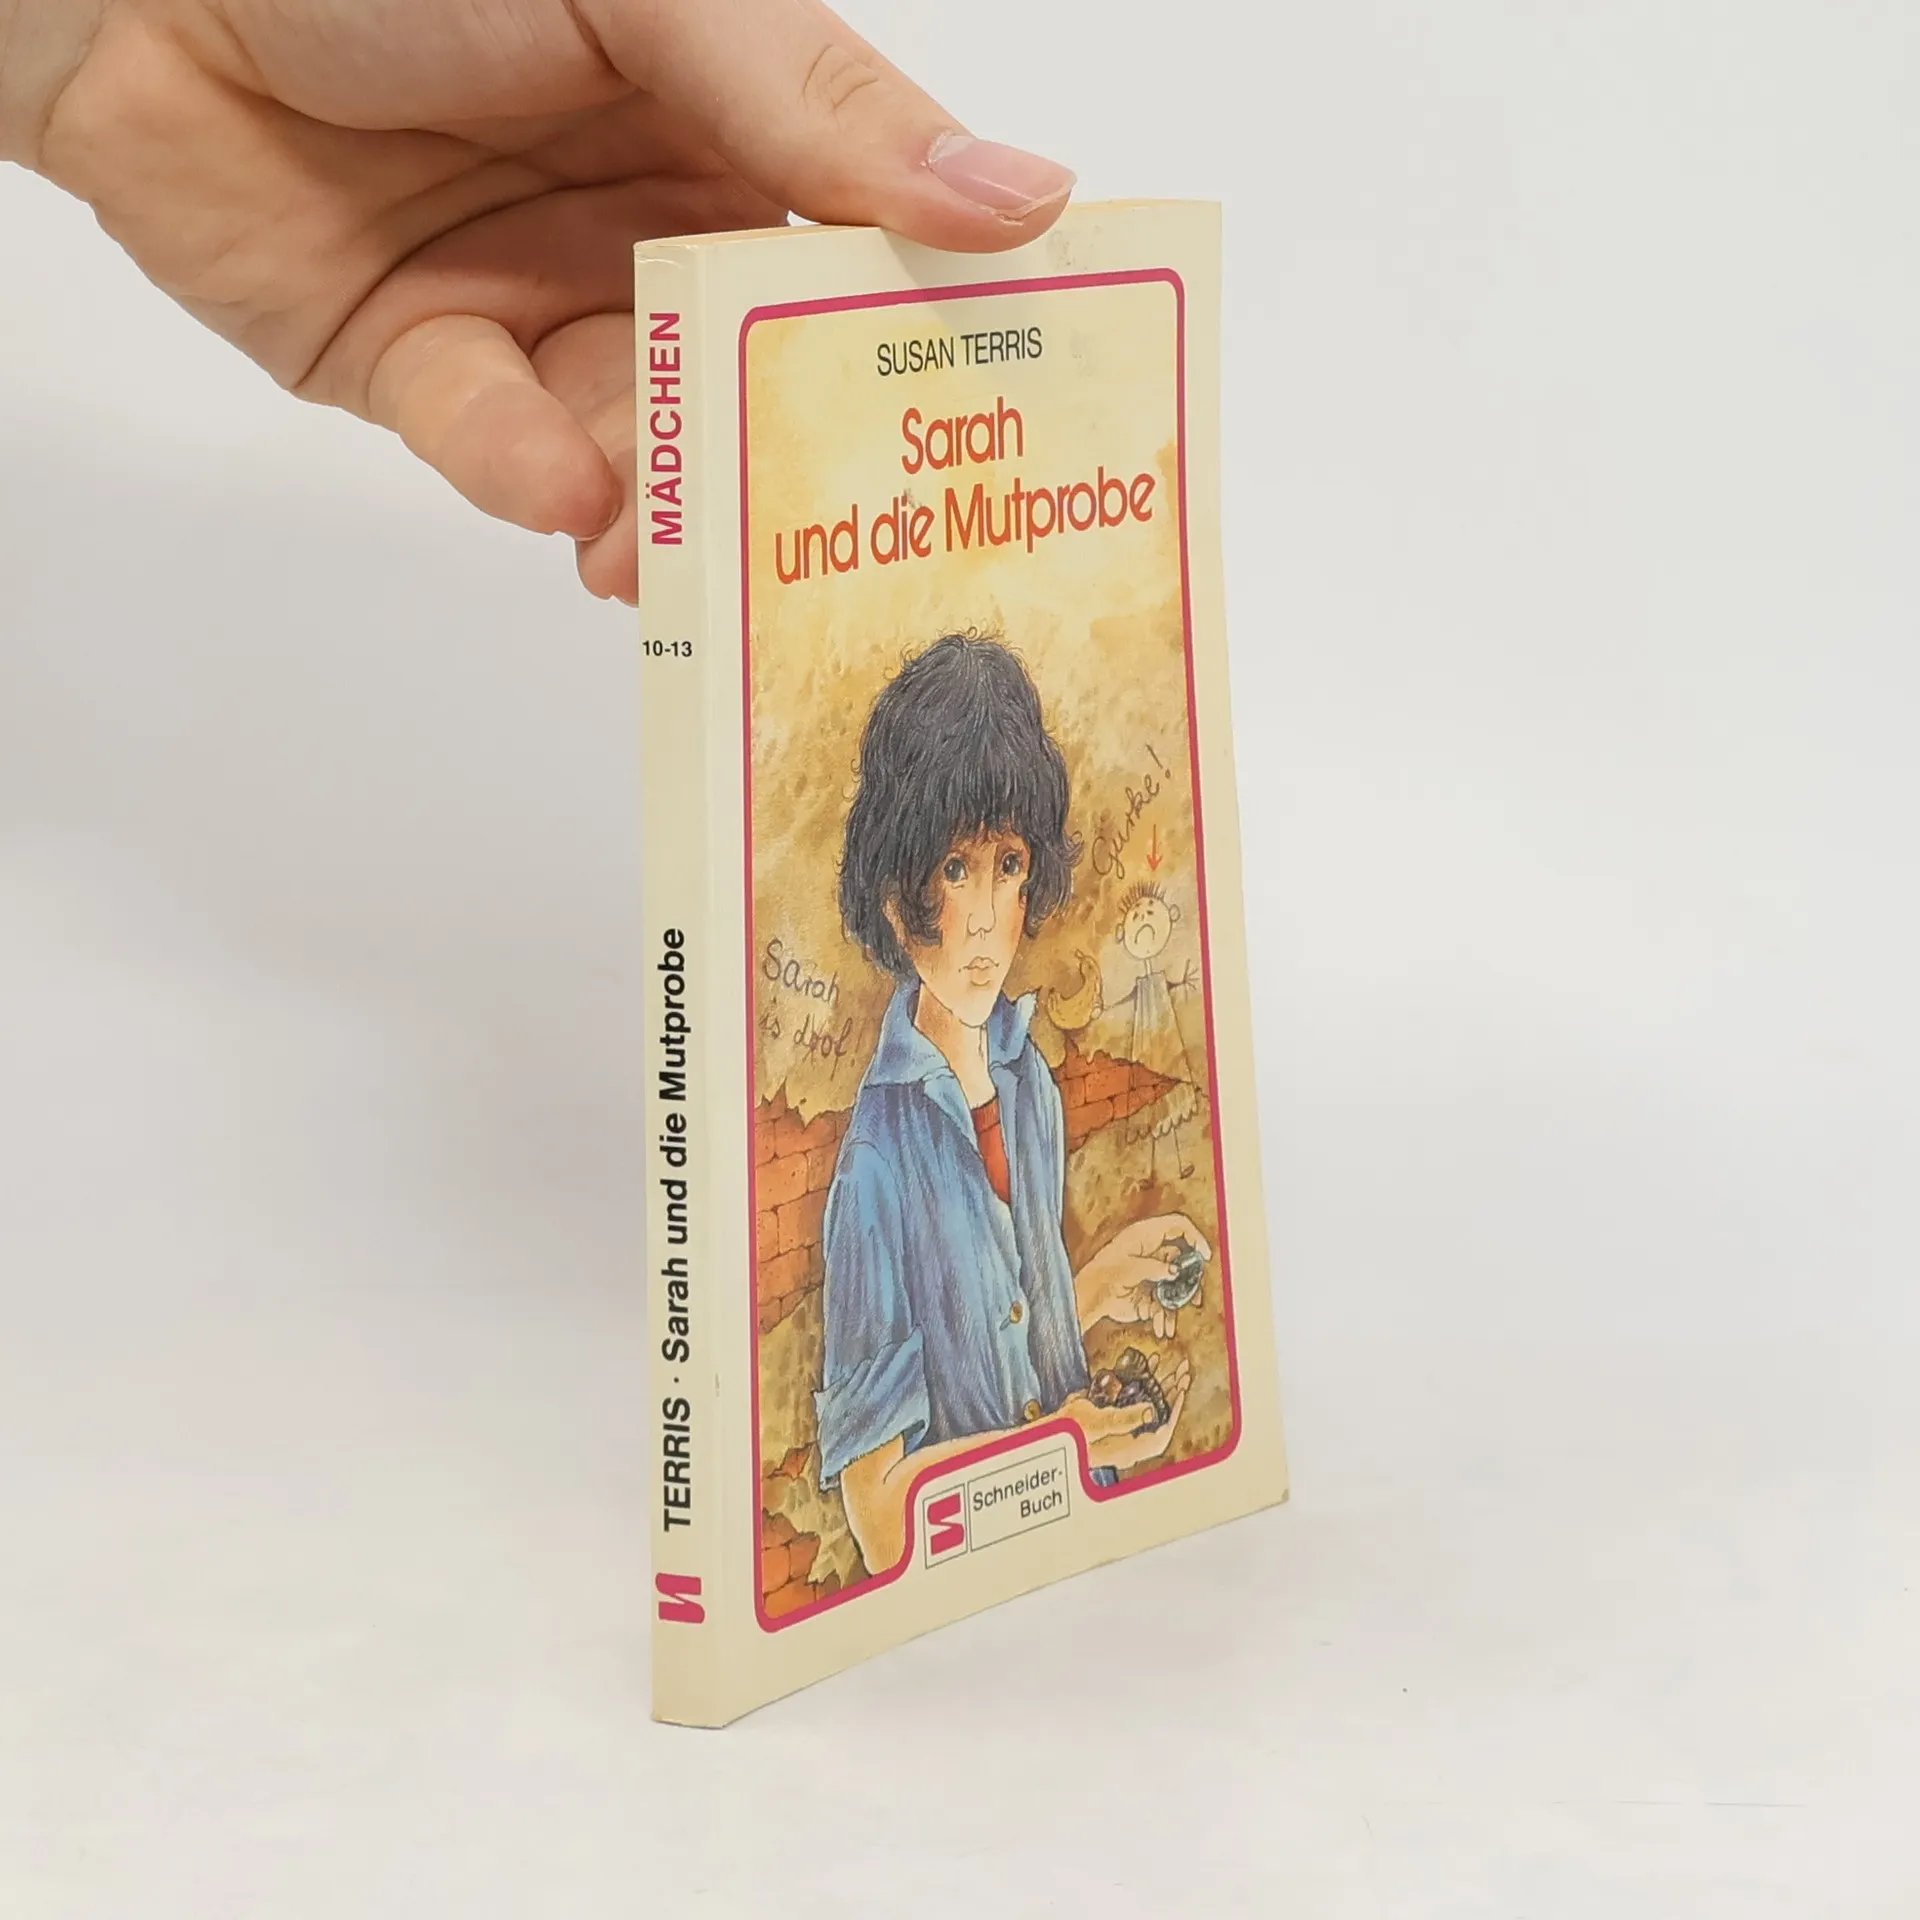 MÄDCHEN
10-13
TERRIS · Sarah und die Mutprobe
SUSAN TERRIS
Sarah
und die Mutprobe
Gurke!
Sarah
is doof!
Schneider-
Buch